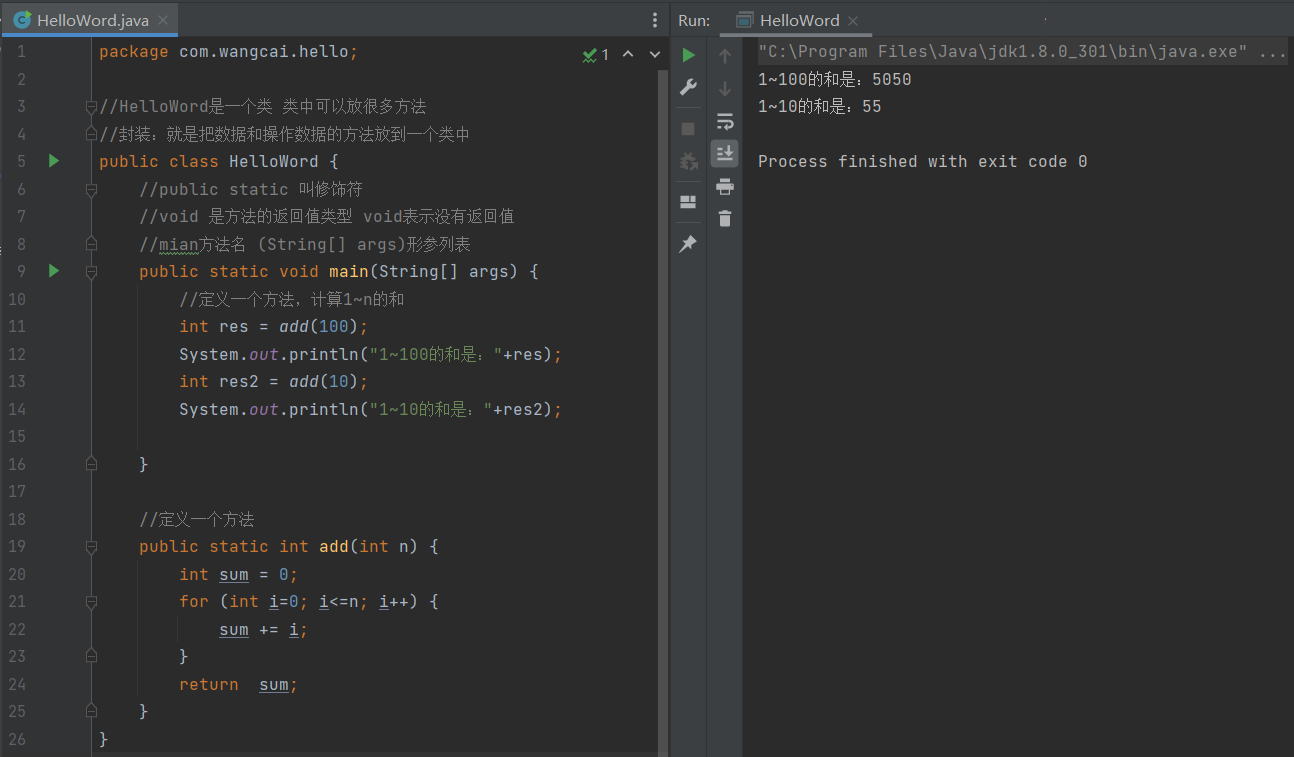 HelloWord.java
Run: HelloWord
1 package com.wangcai.hello; 1
2
3 //HelloWord是一个类 类中可以放很多方法
4 //封装：就是把数据和操作数据的方法放到一个类中
5 public class HelloWord {
6 //public static 叫修饰符
7 //void 是方法的返回值类型 void表示没有返回值
8 //mian方法名 (String[] args)形参列表
9 public static void main(String[] args) {
10 //定义一个方法，计算1~n的和
11 int res = add(100);
12 System.out.println("1~100的和是："+res);
13 int res2 = add(10);
14 System.out.println("1~10的和是："+res2);
15
16 }
17
18 //定义一个方法
19 public static int add(int n) {
20 int sum = 0;
21 for (int i=0; i<=n; i++) {
22 sum += i;
23 }
24 return  sum;
25 }
26 }
"C:\Program Files\Java\jdk1.8.0_301\bin\java.exe" ...
1~100的和是：5050
1~10的和是：55
Process finished with exit code 0